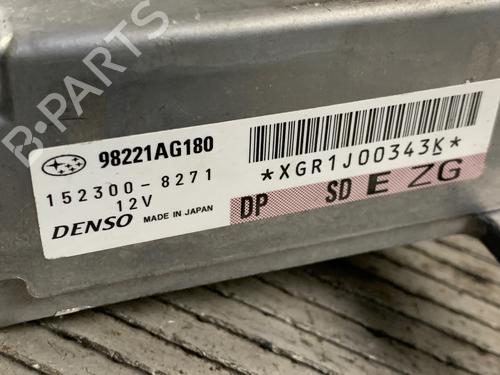 B-Parts
98221AG180
152300-8271
12V
DENSO MADE IN JAPAN
*XGR1J00343K*
DP SD E ZG